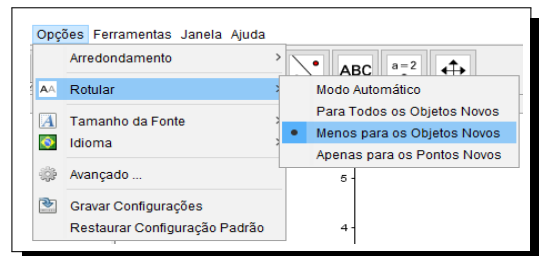 Opções Ferramentas Janela Ajuda
Arredondamento
ABC
a=2
AA Rotular
Modo Automático
Para Todos os Objetos Novos
Menos para os Objetos Novos
Apenas para os Pontos Novos
A Tamanho da Fonte
Idioma
Avançado ...
5
Gravar Configurações
Restaurar Configuração Padrão
4